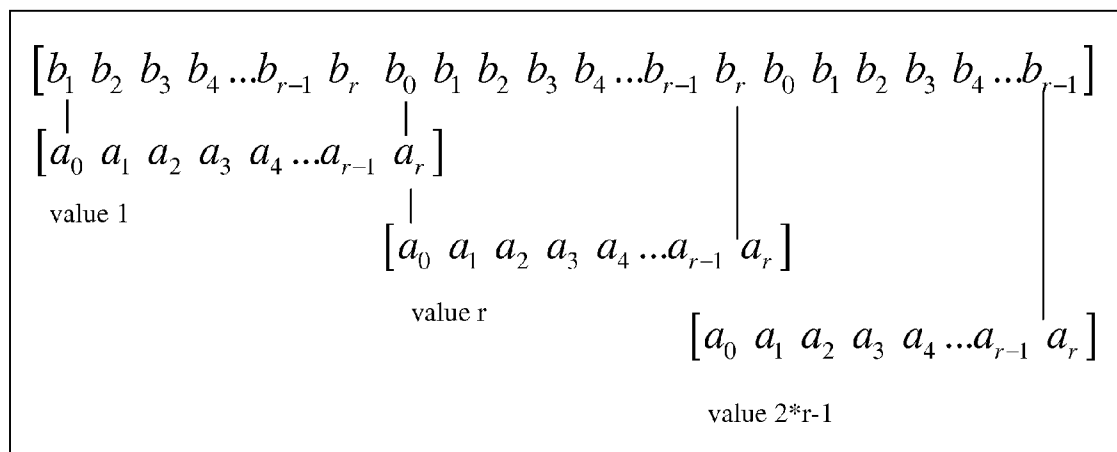 [b₁ b₂ b₃ b₄ ...bᵣ₋₁ bᵣ b₀ b₁ b₂ b₃ b₄ ...bᵣ₋₁ bᵣ b₀ b₁ b₂ b₃ b₄ ...bᵣ₋₁]
[a₀ a₁ a₂ a₃ a₄ ...aᵣ₋₁ aᵣ]
value 1
[a₀ a₁ a₂ a₃ a₄ ...aᵣ₋₁ aᵣ]
value r
[a₀ a₁ a₂ a₃ a₄ ...aᵣ₋₁ aᵣ]
value 2*r-1